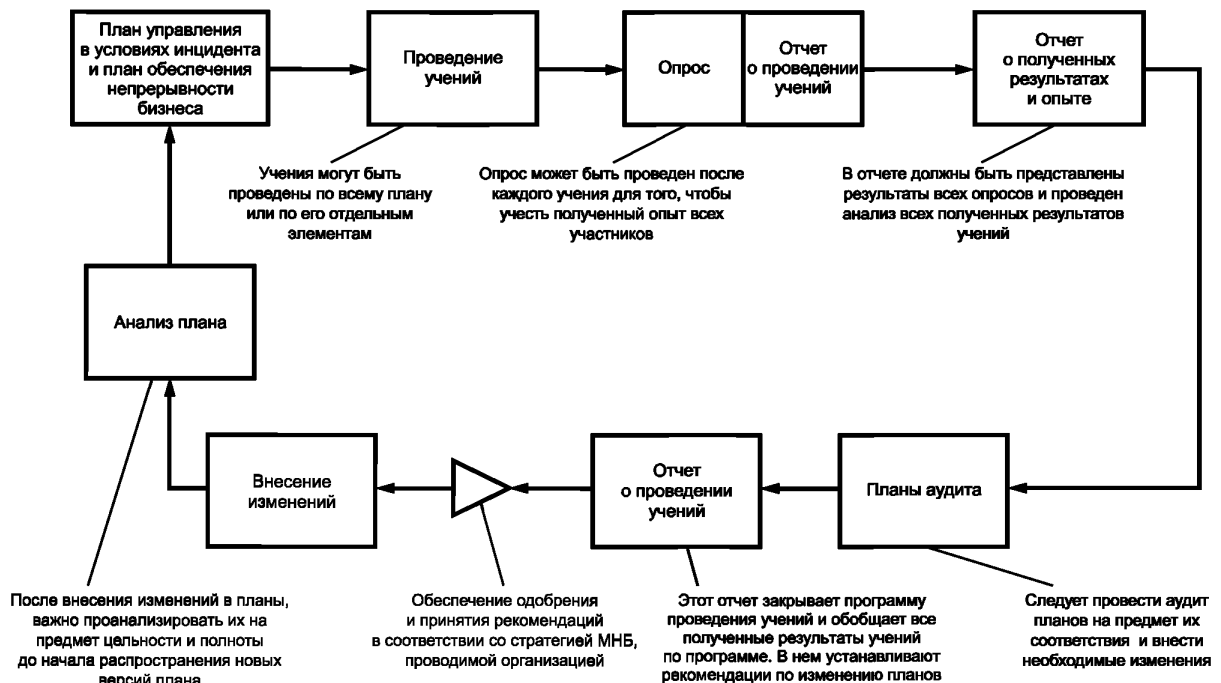 План управления
в условиях инцидента
и план обеспечения
непрерывности
бизнеса
Проведение
учений
Опрос
Отчет
о проведении
учений
Отчет
о полученных
результатах
и опыте
Учения могут быть
проведены по всему плану
или по его отдельным
элементам
Опрос может быть проведен после
каждого учения для того, чтобы
учесть полученный опыт всех
участников
В отчете должны быть представлены
результаты всех опросов и проведен
анализ всех полученных результатов
учений
Анализ плана
Внесение
изменений
Отчет
о проведении
учений
Планы аудита
После внесения изменений в планы,
важно проанализировать их на
предмет цельности и полноты
до начала распространения новых
версий плана
Обеспечение одобрения
и принятия рекомендаций
в соответствии со стратегией МНБ,
проводимой организацией
Этот отчет закрывает программу
проведения учений и обобщает все
полученные результаты учений
по программе. В нем устанавливают
рекомендации по изменению планов
Следует провести аудит
планов на предмет их
соответствия и внести
необходимые изменения